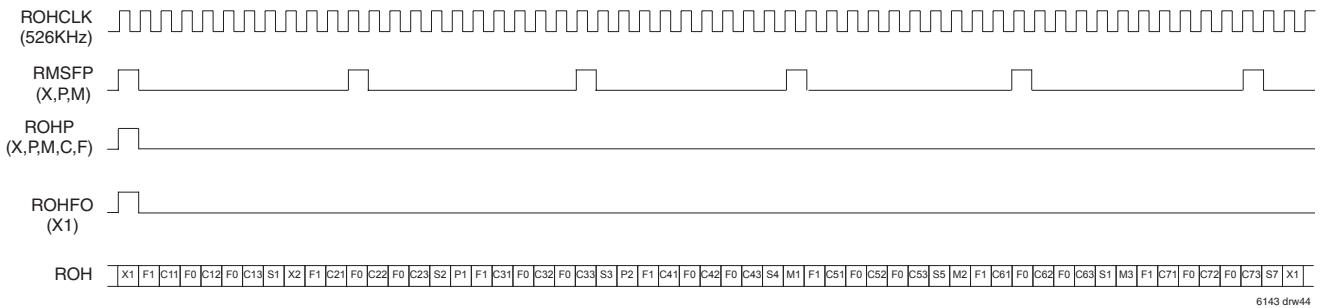 ROHCLK
(526KHz)
RMSFP
(X,P,M)
ROHP
(X,P,M,C,F)
ROHFO
(X1)
ROH X1 F1 C11 F0 C12 F0 C13 S1 X2 F1 C21 F0 C22 F0 C23 S2 P1 F1 C31 F0 C32 F0 C33 S3 P2 F1 C41 F0 C42 F0 C43 S4 M1 F1 C51 F0 C52 F0 C53 S5 M2 F1 C61 F0 C62 F0 C63 S1 M3 F1 C71 F0 C72 F0 C73 S7 X1
6143 drw44